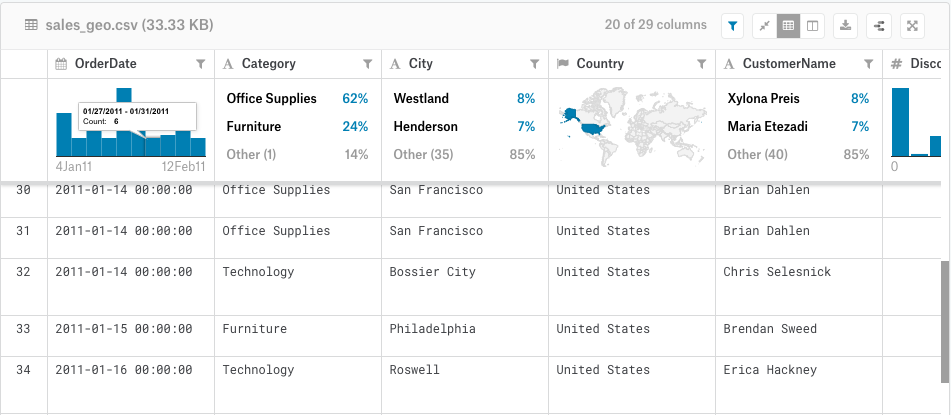 sales_geo.csv (33.33 KB)
20 of 29 columns
OrderDate
A Category
A City
Country
A CustomerName
# Disco
01/27/2011 - 01/31/2011
Count: 6
4Jan11 12Feb11
Office Supplies 62%
Furniture 24%
Other (1) 14%
Westland 8%
Henderson 7%
Other (35) 85%
Xylona Preis 8%
Maria Etezadi 7%
Other (40) 85%
0
30 2011-01-14 00:00:00 Office Supplies San Francisco United States Brian Dahlen
31 2011-01-14 00:00:00 Office Supplies San Francisco United States Brian Dahlen
32 2011-01-14 00:00:00 Technology Bossier City United States Chris Selesnick
33 2011-01-15 00:00:00 Furniture Philadelphia United States Brendan Sweed
34 2011-01-16 00:00:00 Technology Roswell United States Erica Hackney